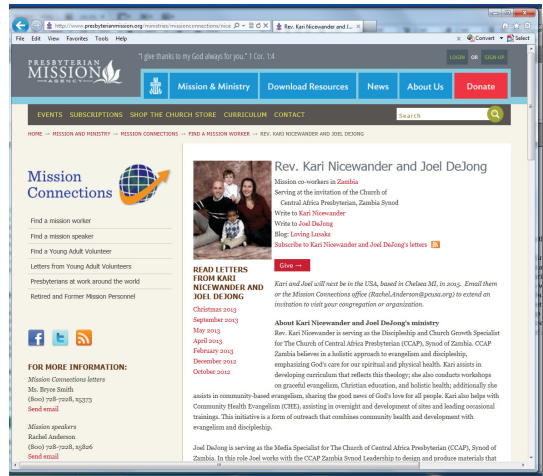 http://www.presbyterianmission.org/ministries/missionconnections/nice
Rev. Kari Nicewander and J...
File Edit View Favorites Tools Help
Convert Select
PRESBYTERIAN
MISSION
AGENCY
"I give thanks to my God always for you." 1 Cor. 1:4
LOGIN OR SIGN-UP
Mission & Ministry Download Resources News About Us Donate
EVENTS SUBSCRIPTIONS SHOP THE CHURCH STORE CURRICULUM CONTACT
Search
HOME → MISSION AND MINISTRY → MISSION CONNECTIONS → FIND A MISSION WORKER → REV. KARI NICEWANDER AND JOEL DEJONG
Mission
Connections
Find a mission worker
Find a mission speaker
Find a Young Adult Volunteer
Letters from Young Adult Volunteers
Presbyterians at work around the world
Retired and Former Mission Personnel
FOR MORE INFORMATION:
Mission Connections letters
Ms. Bryce Smith
(800) 728-7228, x5373
Send email
Mission speakers
Rachel Anderson
(800) 728-7228, x5826
Send email
READ LETTERS
FROM KARI
NICEWANDER AND
JOEL DEJONG
Christmas 2013
September 2013
May 2013
April 2013
February 2013
December 2012
October 2012
Rev. Kari Nicewander and Joel DeJong
Mission co-workers in Zambia
Serving at the invitation of the Church of
Central Africa Presbyterian, Zambia Synod
Write to Kari Nicewander
Write to Joel DeJong
Blog: Loving Lusaka
Subscribe to Kari Nicewander and Joel DeJong's letters
Give →
Kari and Joel will next be in the USA, based in Chelsea MI, in 2015. Email them
or the Mission Connections office (Rachel.Anderson@pcusa.org) to extend an
invitation to visit your congregation or organization.
About Kari Nicewander and Joel DeJong's ministry
Rev. Kari Nicewander is serving as the Discipleship and Church Growth Specialist
for The Church of Central Africa Presbyterian (CCAP), Synod of Zambia. CCAP
Zambia believes in a holistic approach to evangelism and discipleship,
emphasizing God's care for our spiritual and physical health. Kari assists in
developing curriculum that reflects this theology; she also conducts workshops
on graceful evangelism, Christian education, and holistic health; additionally she
assists in community-based evangelism, sharing the good news of God's love for all people. Kari also helps with
Community Health Evangelism (CHE), assisting in oversight and development of sites and leading occasional
trainings. This initiative is a form of outreach that combines community health and development with
evangelism and discipleship.
Joel DeJong is serving as the Media Specialist for The Church of Central Africa Presbyterian (CCAP), Synod of
Zambia. In this role Joel works with the CCAP Zambia Synod Leadership to design and produce materials that